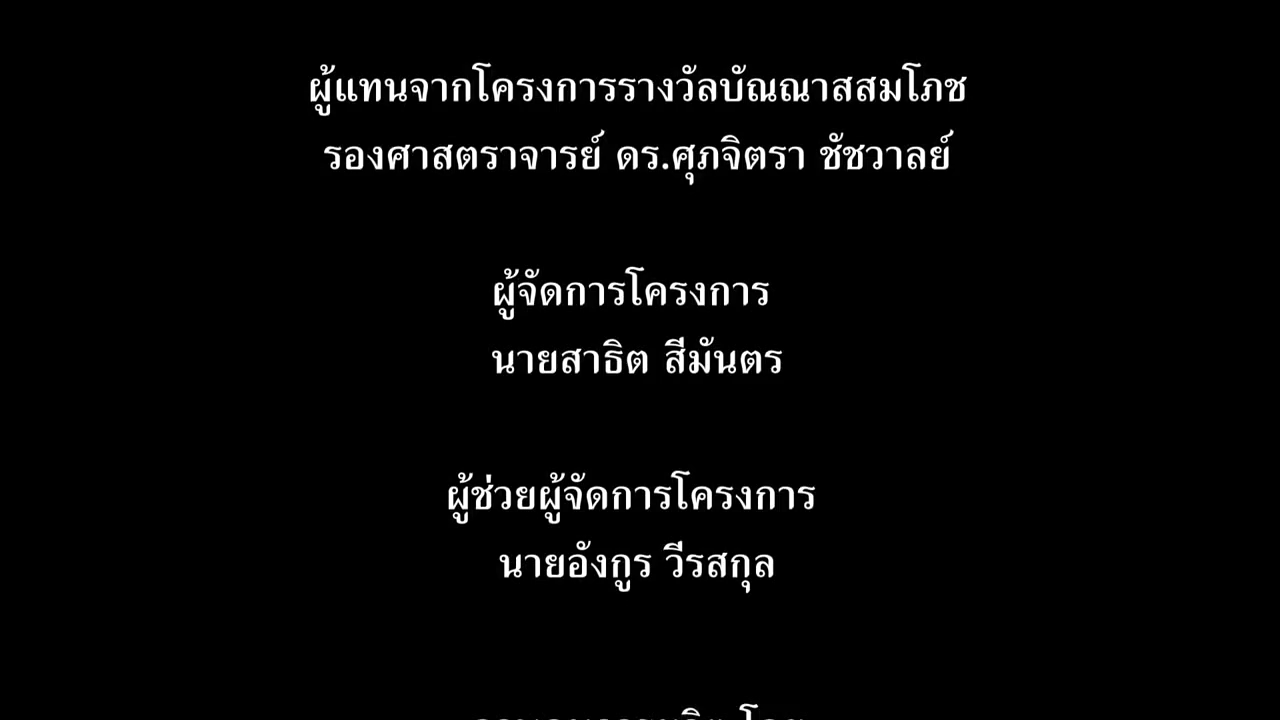 ผู้แทนจากโครงการรางวัลบัณณาสสมโภช
รองศาสตราจารย์ ดร.ศุภจิตรา ชัชวาลย์
ผู้จัดการโครงการ
นายสาธิต สีมันตร
ผู้ช่วยผู้จัดการโครงการ
นายอังกูร วีรสกุล